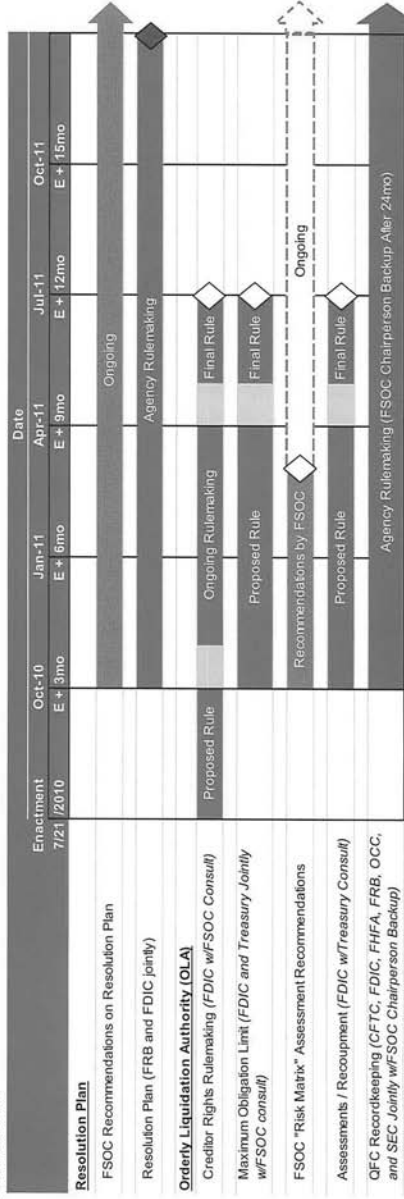 Date
Enactment Oct-10 Jan-11 Apr-11 Jul-11 Oct-11
7/21 /2010 E + 3mo E + 6mo E + 9mo E + 12mo E + 15mo
Resolution Plan
FSOC Recommendations on Resolution Plan
Ongoing
Resolution Plan (FRB and FDIC jointly)
Agency Rulemaking
Orderly Liquidation Authority (OLA)
Creditor Rights Rulemaking (FDIC w/FSOC Consult)
Proposed Rule Ongoing Rulemaking Final Rule
Maximum Obligation Limit (FDIC and Treasury Jointly
w/FSOC consult)
Proposed Rule Final Rule
FSOC "Risk Matrix" Assessment Recommendations
Recommendations by FSOC Ongoing
Assessments / Recoupment (FDIC w/Treasury Consult)
Proposed Rule Final Rule
QFC Recordkeeping (CFTC, FDIC, FHFA, FRB, OCC,
and SEC Jointly w/FSOC Chairperson Backup)
Agency Rulemaking (FSOC Chairperson Backup After 24mo)